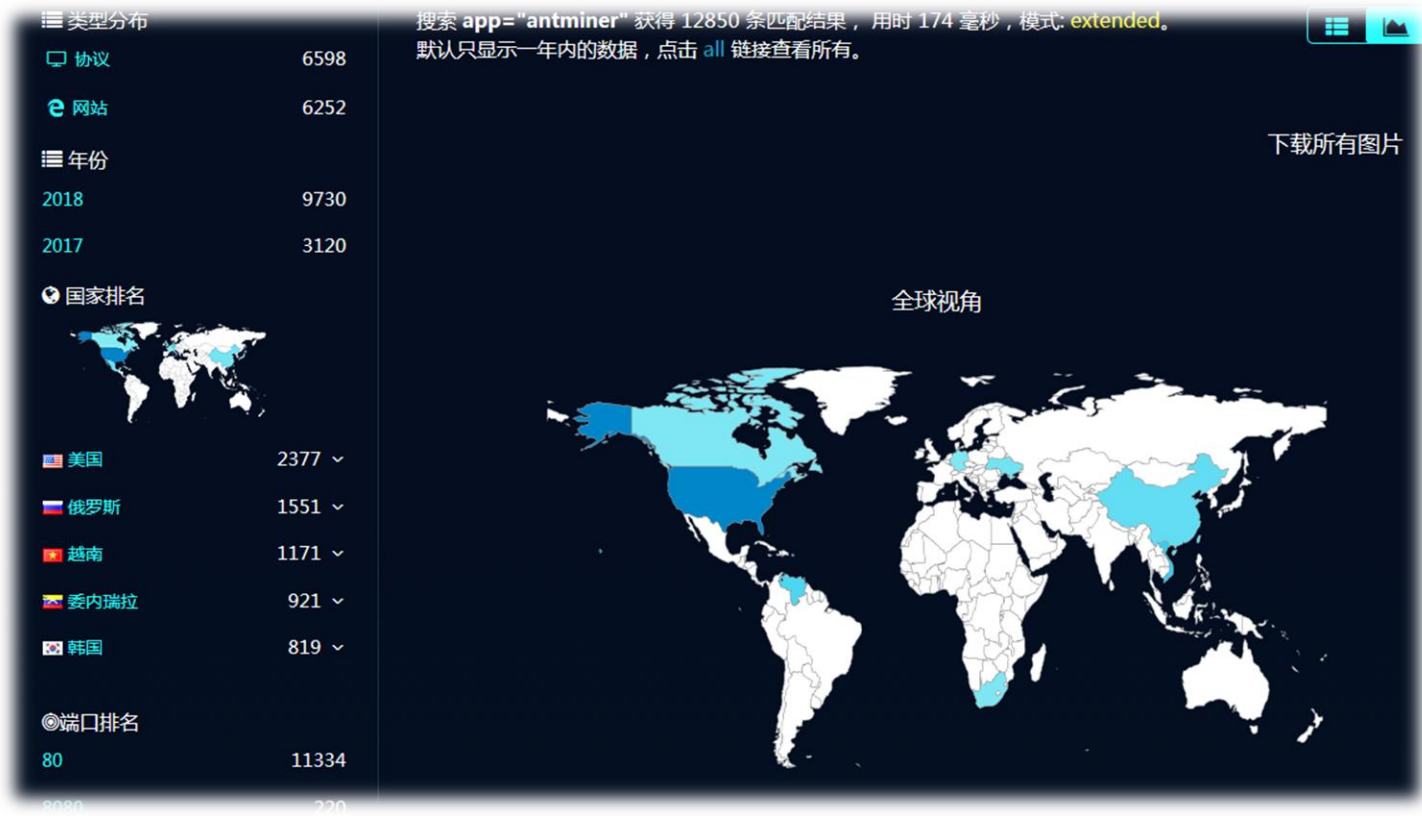 类型分布
协议 6598
网站 6252
年份
2018 9730
2017 3120
国家排名
美国 2377
俄罗斯 1551
越南 1171
委内瑞拉 921
韩国 819
端口排名
80 11334
8080 220
搜索 app="antminer" 获得 12850 条匹配结果，用时 174 毫秒，模式: extended。
默认只显示一年内的数据，点击 all 链接查看所有。
下载所有图片
全球视角